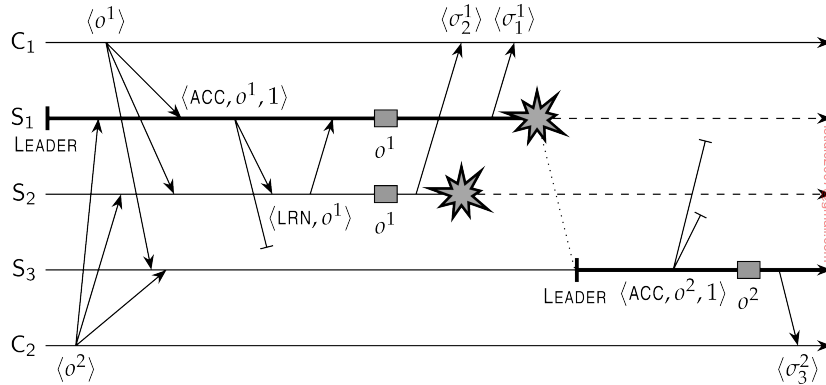 ⟨o¹⟩ ⟨σ₂¹⟩ ⟨σ₁¹⟩
C₁
⟨ACC, o¹, 1⟩
S₁
LEADER
o¹
S₂
⟨LRN, o¹⟩
o¹
S₃
LEADER
⟨ACC, o², 1⟩
o²
C₂
⟨o²⟩
⟨σ₃²⟩